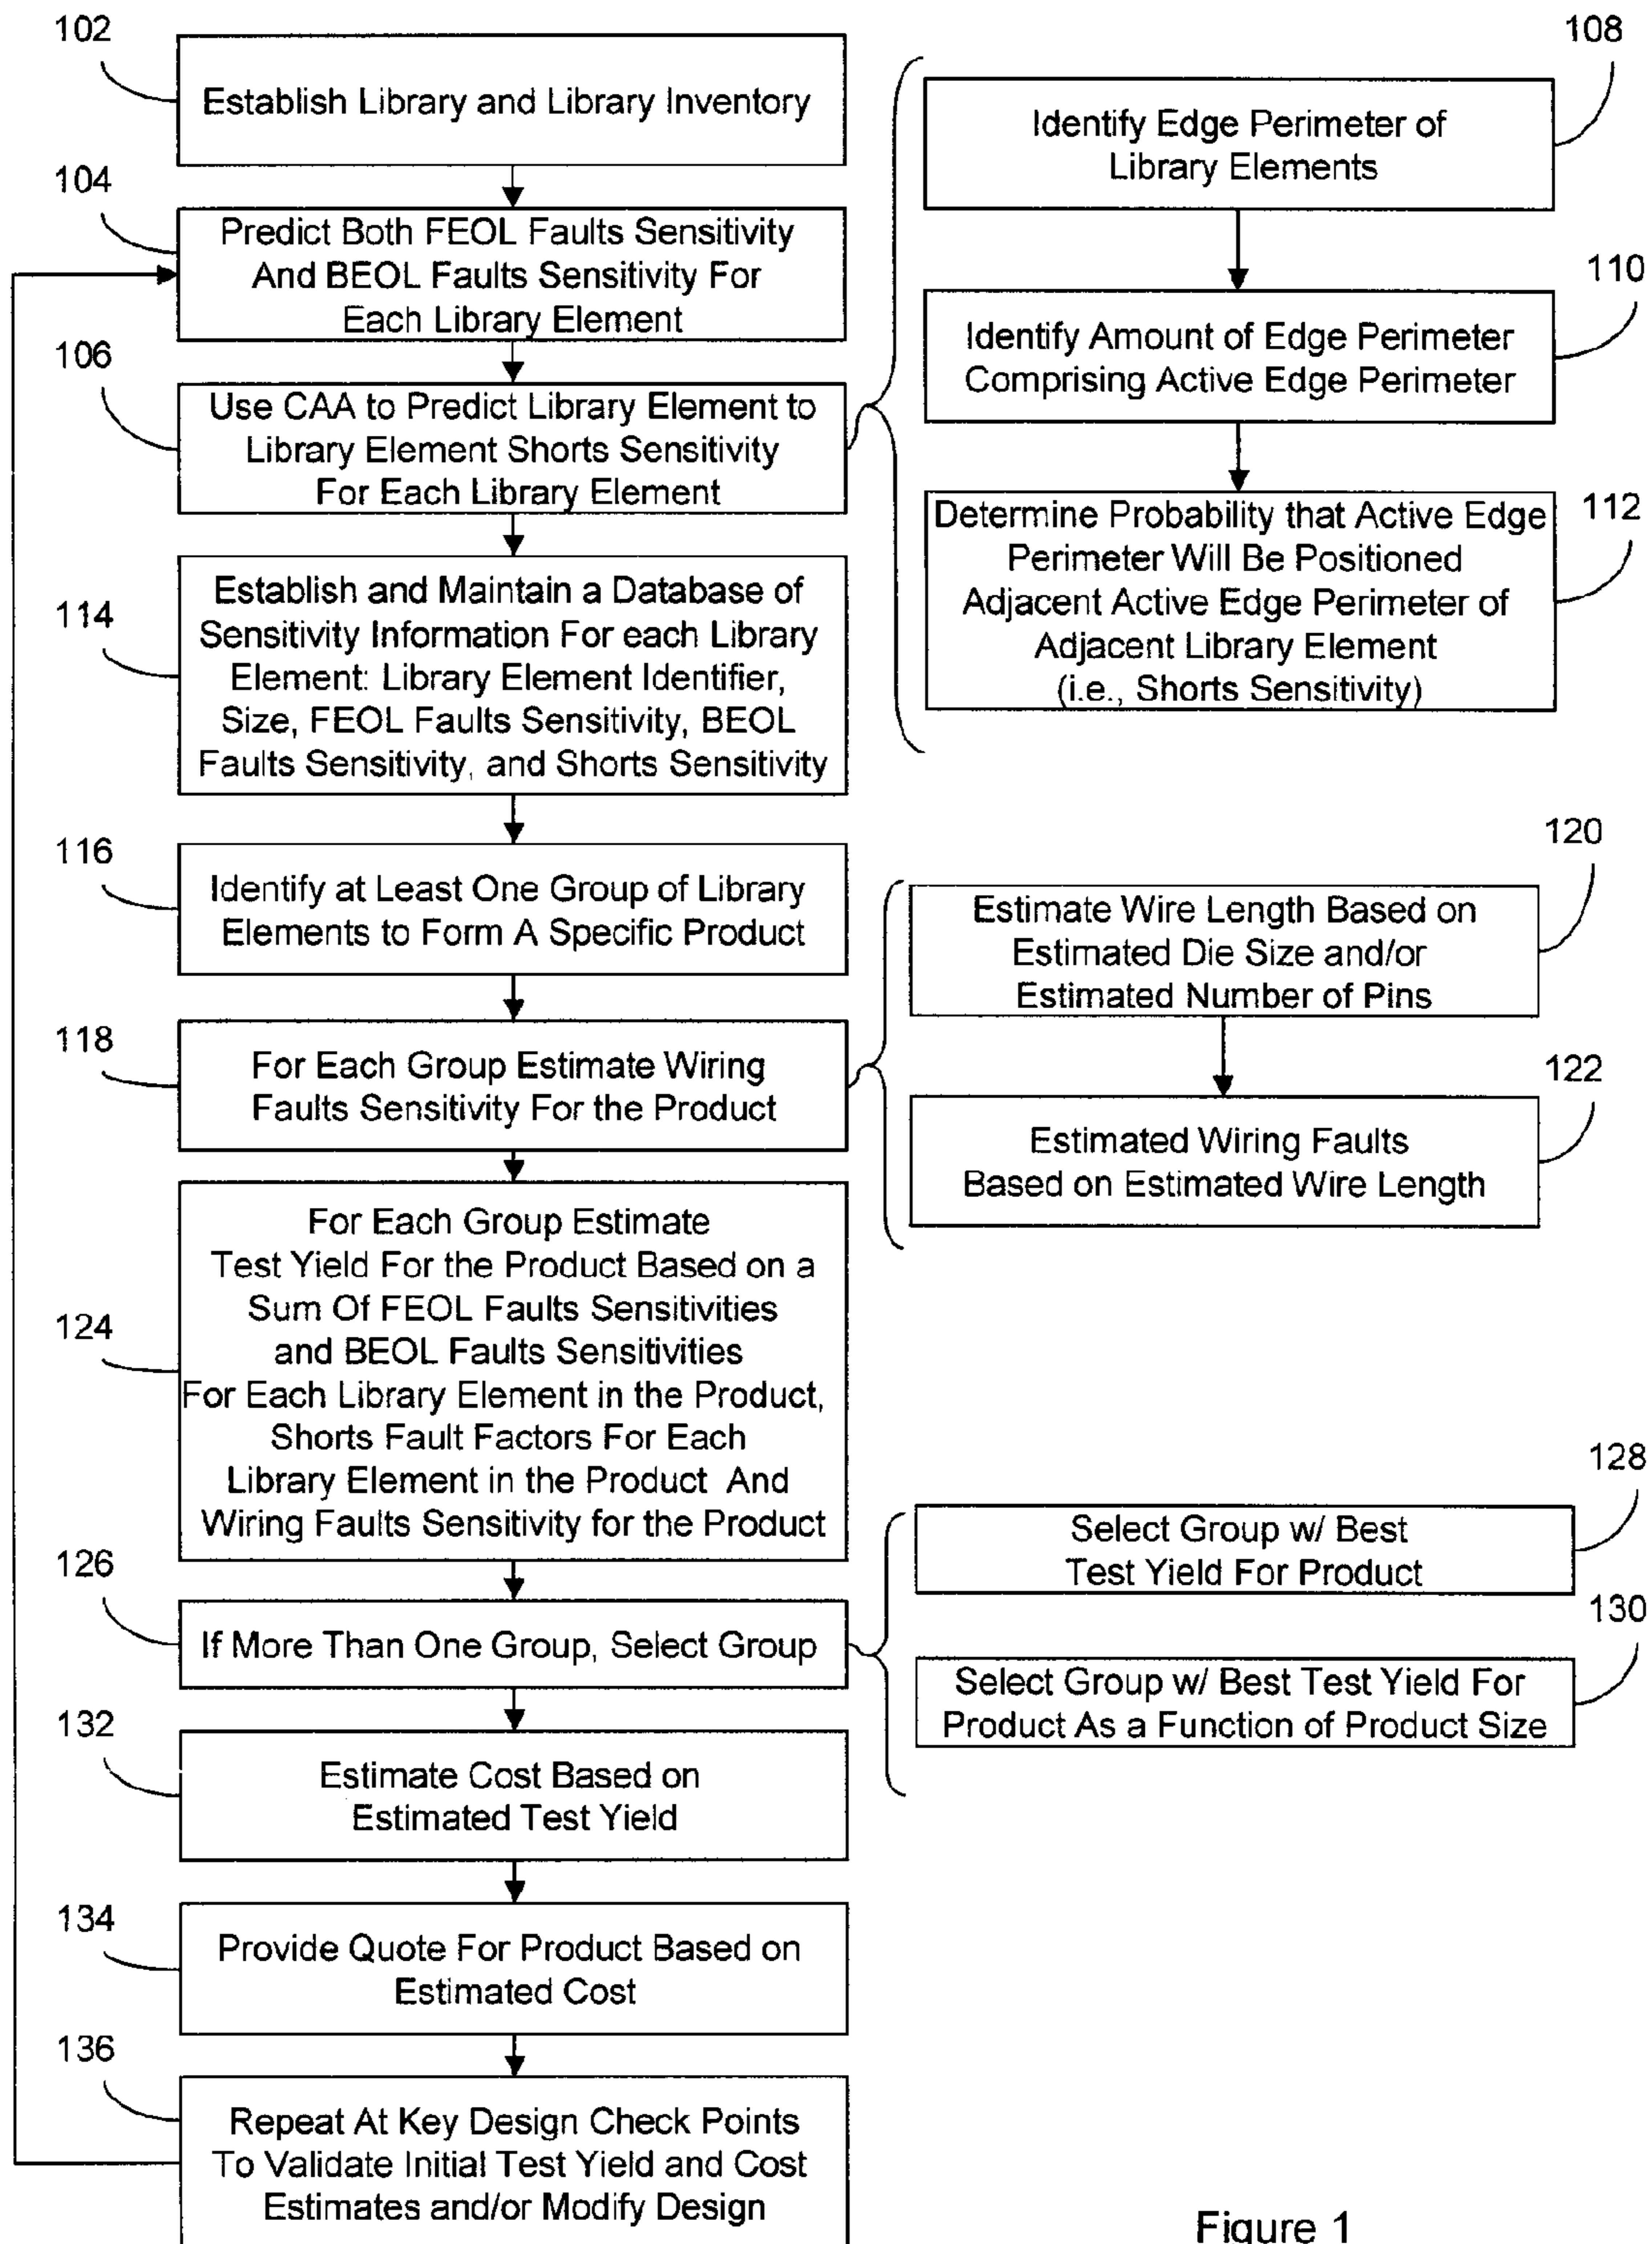 102
Establish Library and Library Inventory
104
Predict Both FEOL Faults Sensitivity
And BEOL Faults Sensitivity For
Each Library Element
106
Use CAA to Predict Library Element to
Library Element Shorts Sensitivity
For Each Library Element
108
Identify Edge Perimeter of
Library Elements
110
Identify Amount of Edge Perimeter
Comprising Active Edge Perimeter
112
Determine Probability that Active Edge
Perimeter Will Be Positioned
Adjacent Active Edge Perimeter of
Adjacent Library Element
(i.e., Shorts Sensitivity)
114
Establish and Maintain a Database of
Sensitivity Information For each Library
Element: Library Element Identifier,
Size, FEOL Faults Sensitivity, BEOL
Faults Sensitivity, and Shorts Sensitivity
116
Identify at Least One Group of Library
Elements to Form A Specific Product
118
For Each Group Estimate Wiring
Faults Sensitivity For the Product
120
Estimate Wire Length Based on
Estimated Die Size and/or
Estimated Number of Pins
122
Estimated Wiring Faults
Based on Estimated Wire Length
124
For Each Group Estimate
Test Yield For the Product Based on a
Sum Of FEOL Faults Sensitivities
and BEOL Faults Sensitivities
For Each Library Element in the Product,
Shorts Fault Factors For Each
Library Element in the Product And
Wiring Faults Sensitivity for the Product
126
If More Than One Group, Select Group
128
Select Group w/ Best
Test Yield For Product
130
Select Group w/ Best Test Yield For
Product As a Function of Product Size
132
Estimate Cost Based on
Estimated Test Yield
134
Provide Quote For Product Based on
Estimated Cost
136
Repeat At Key Design Check Points
To Validate Initial Test Yield and Cost
Estimates and/or Modify Design
Figure 1